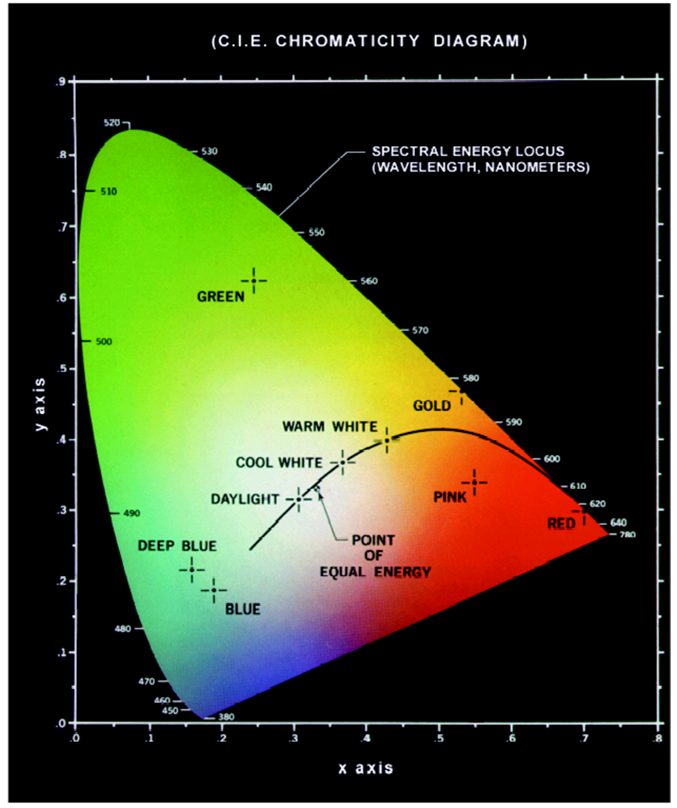 (C.I.E. CHROMATICITY DIAGRAM)
.9
520
530
SPECTRAL ENERGY LOCUS
(WAVELENGTH, NANOMETERS)
.8
510
540
.7
550
GREEN
560
.6
570
500
.5
580
GOLD
590
WARM WHITE
.4
COOL WHITE
600
DAYLIGHT
PINK
610
.3
490
620
RED
640
780
DEEP BLUE
POINT
OF
EQUAL ENERGY
.2
BLUE
480
.1
470
460
450
380
.0
.0 .1 .2 .3 .4 .5 .6 .7 .8
y axis
x axis